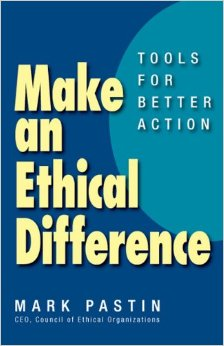 TOOLS
FOR
BETTER
ACTION
Make
an
Ethical
Difference
MARK PASTIN
CEO, Council of Ethical Organizations